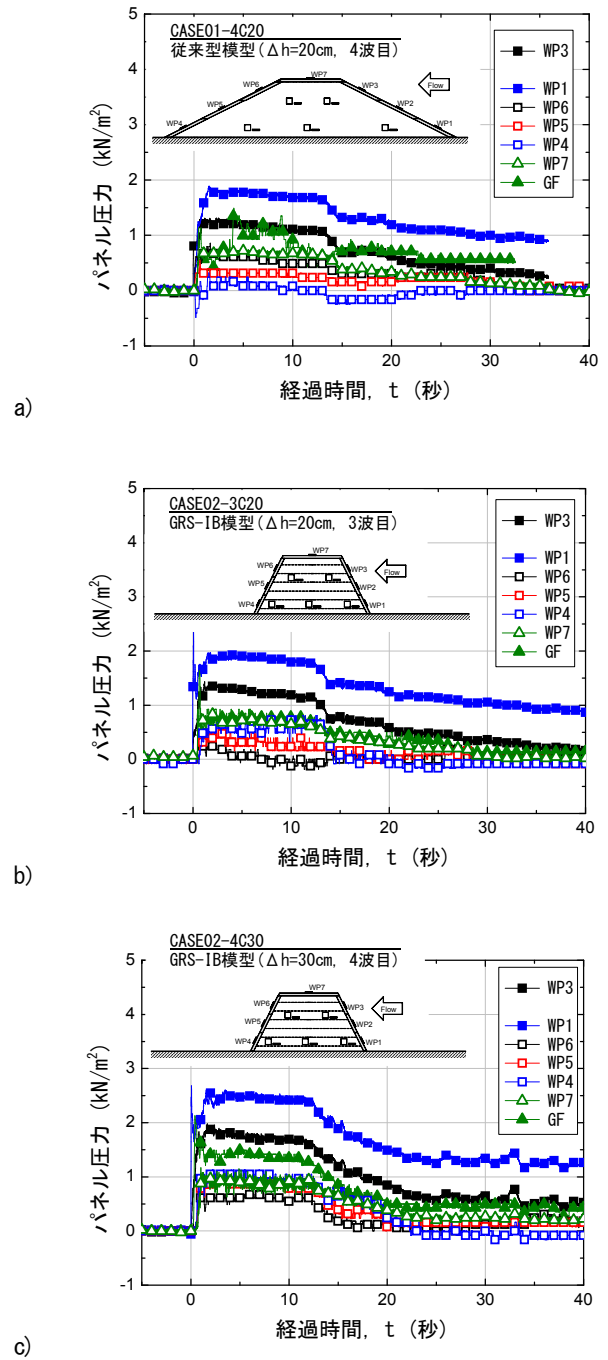 CASE01-4C20
従来型模型(Δh=20cm, 4波目)
WP7
WP6
WP3
Flow
WP5
WP2
WP4
WP1
WP3
WP1
WP6
WP5
WP4
WP7
GF
5
4
3
2
1
0
-1
パネル圧力 (kN/m²)
0
10
20
30
40
経過時間, t (秒)
a)
CASE02-3C20
GRS-IB模型(Δh=20cm, 3波目)
WP7
WP6
WP3
Flow
WP5
WP2
WP4
WP1
WP3
WP1
WP6
WP5
WP4
WP7
GF
5
4
3
2
1
0
-1
パネル圧力 (kN/m²)
0
10
20
30
40
経過時間, t (秒)
b)
CASE02-4C30
GRS-IB模型(Δh=30cm, 4波目)
WP7
WP6
WP3
Flow
WP5
WP2
WP4
WP1
WP3
WP1
WP6
WP5
WP4
WP7
GF
5
4
3
2
1
0
-1
パネル圧力 (kN/m²)
0
10
20
30
40
経過時間, t (秒)
c)